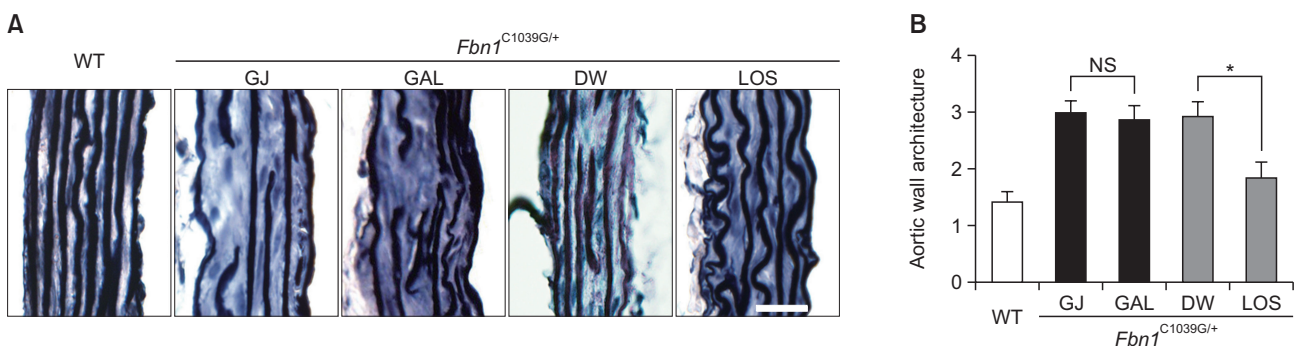 A
WT
Fbn1C1039G/+
GJ
GAL
DW
LOS
B
Aortic wall architecture
4
3
2
1
0
NS
*
WT
GJ
GAL
DW
LOS
Fbn1C1039G/+